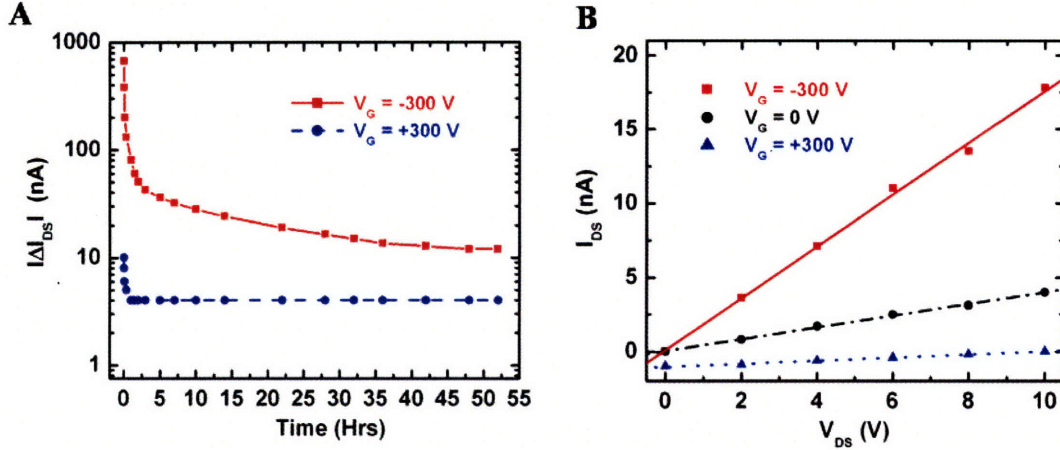 A
1000
100
10
1
|ΔI_DS| (nA)
V_G = -300 V
V_G = +300 V
0 5 10 15 20 25 30 35 40 45 50 55
Time (Hrs)
B
20
15
10
5
0
I_DS (nA)
V_G = -300 V
V_G = 0 V
V_G = +300 V
0 2 4 6 8 10
V_DS (V)